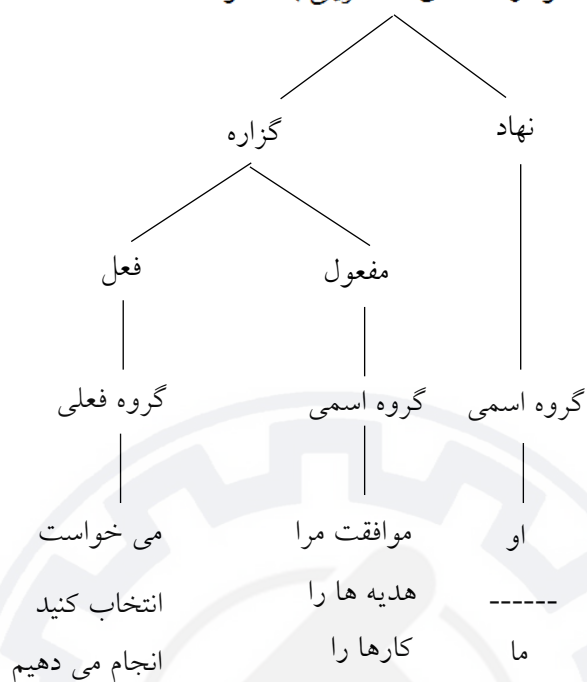 نهاد گزاره
مفعول فعل
گروه اسمی گروه اسمی گروه فعلی
او موافقت مرا می خواست
------ هدیه ها را انتخاب کنید
ما کارها را انجام می دهیم